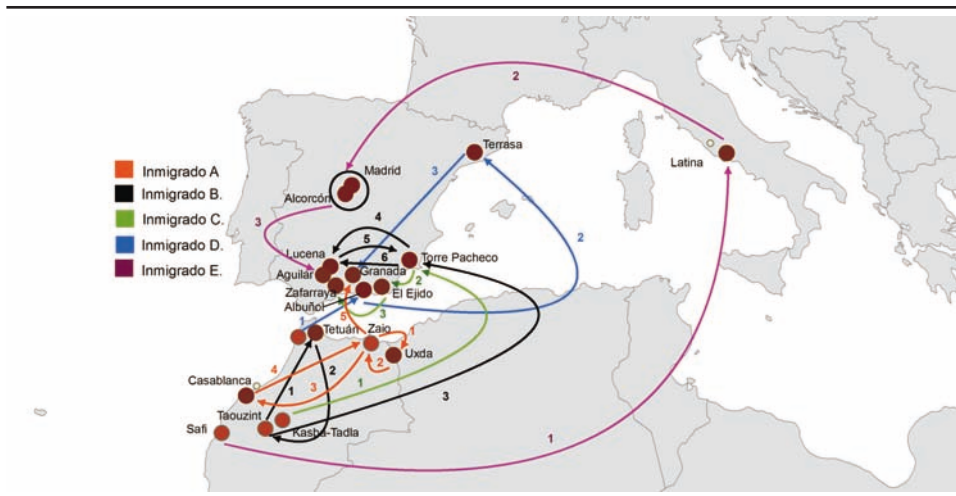 2
Terrasa
Latina
Inmigrado A
Inmigrado B.
Inmigrado C.
Inmigrado D.
Inmigrado E.
Madrid
Alcorcón
3
3
4
5
6
2
Lucena
Torre Pacheco
Aguilar
Granada
2
Zafarraya
El Ejido
Albuñol
3
1
5
Tetuán
Zaio
1
2
2
Uxda
4
Casablanca
1
3
1
3
Taouzint
Safi
Kasba-Tadla
1